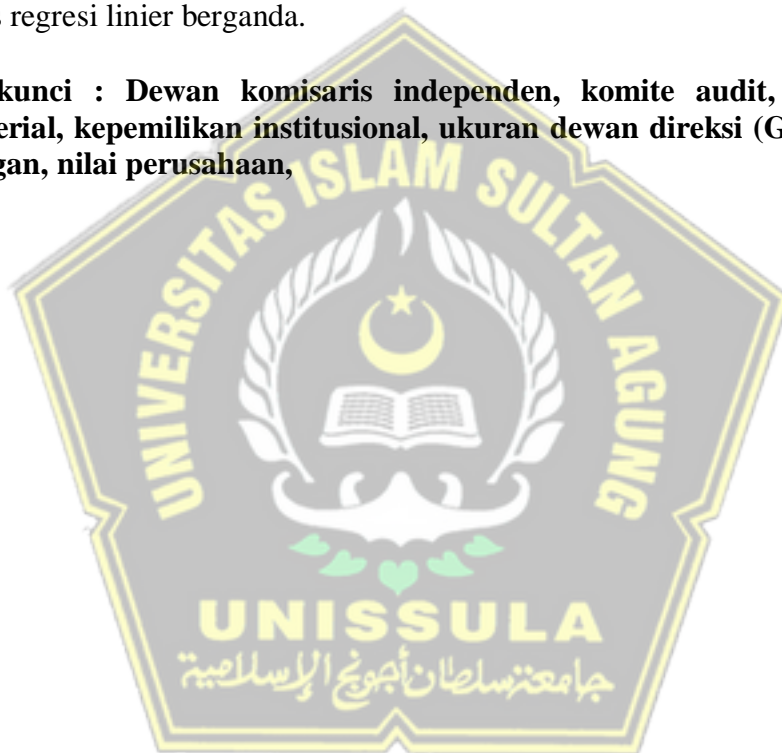 s regresi linier berganda.
kunci : Dewan komisaris independen, komite audit,
erial, kepemilikan institusional, ukuran dewan direksi (G
gan, nilai perusahaan,
UNIVERSITAS ISLAM SULTAN AGUNG
UNISSULA
جامعة سلطان أجونج الإسلامية